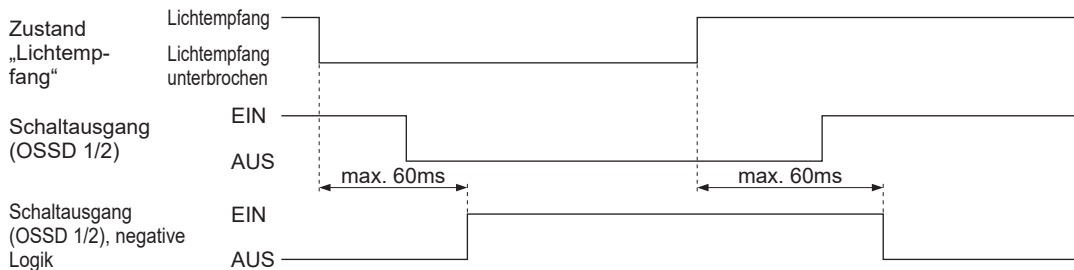 Zustand
„Lichtemp-
fang“
Lichtempfang
Lichtempfang
unterbrochen
Schaltausgang
(OSSD 1/2)
EIN
AUS
max. 60ms
max. 60ms
Schaltausgang
(OSSD 1/2), negative
Logik
EIN
AUS